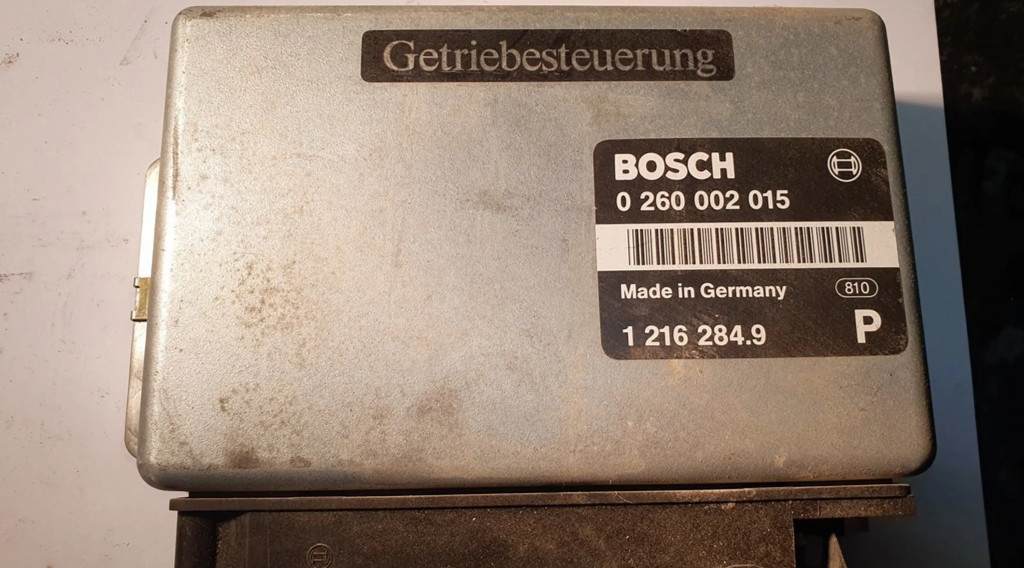 Getriebesteuerung
BOSCH
0 260 002 015
Made in Germany 810
1 216 284.9 P